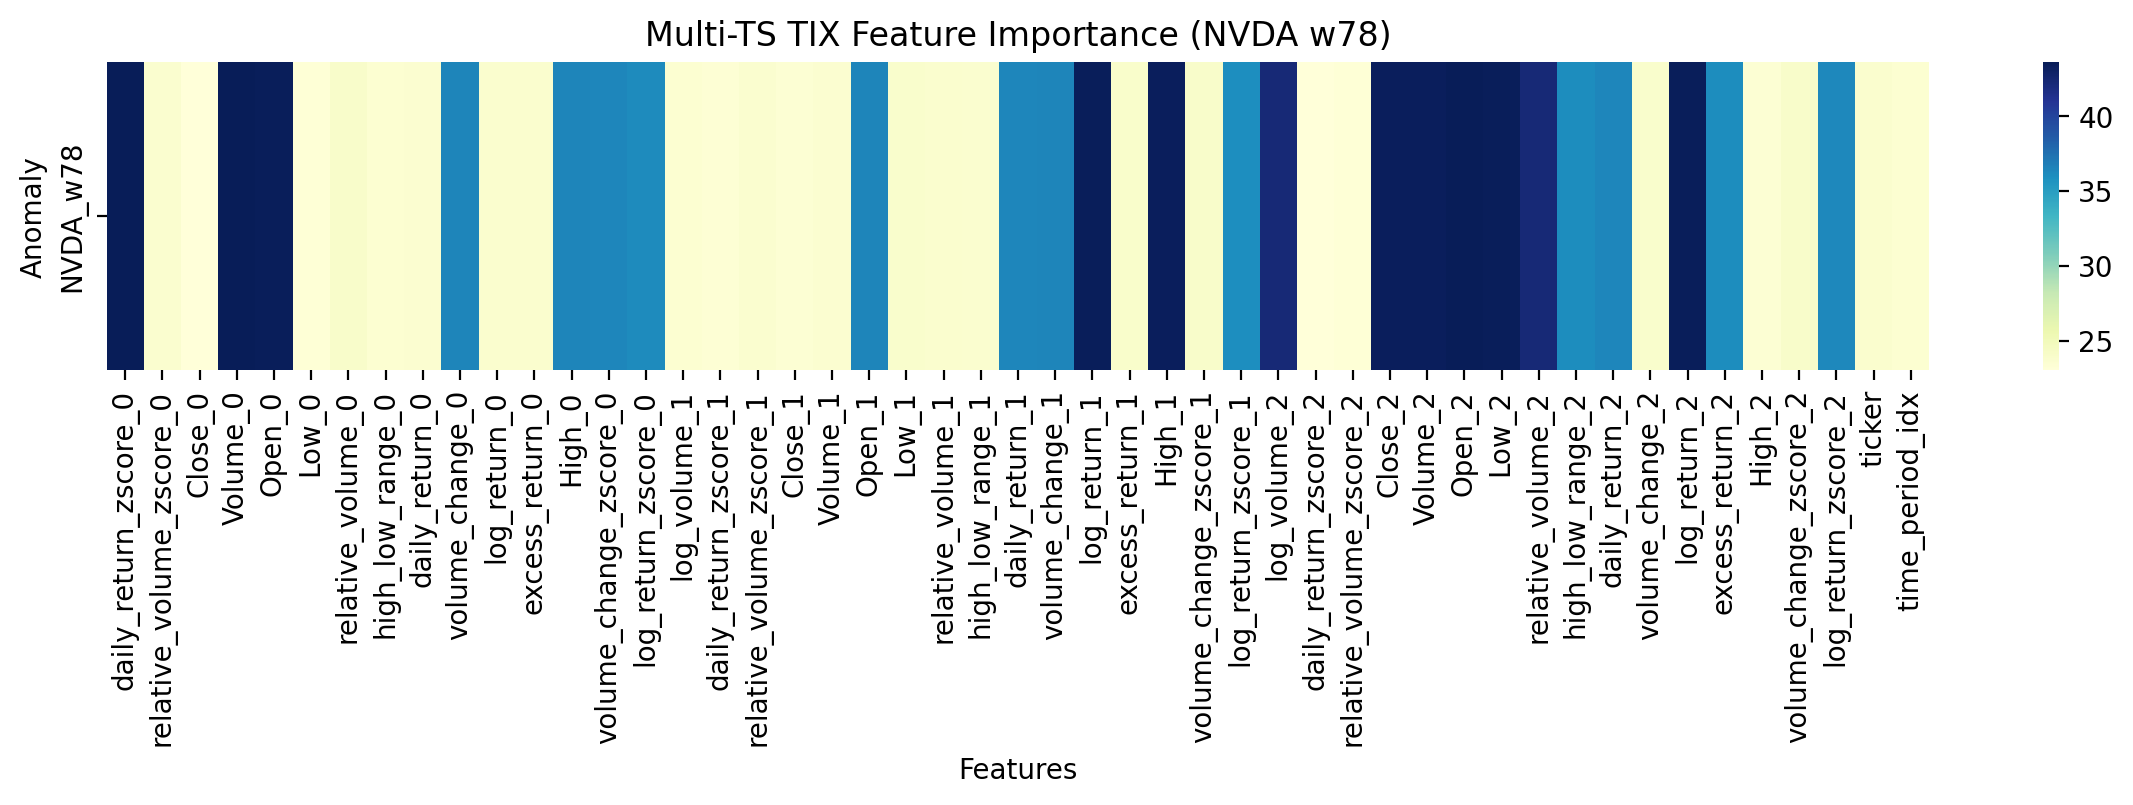 Multi-TS TIX Feature Importance (NVDA w78)
Anomaly
NVDA_w78
40
35
30
25
daily_return_zscore_0
relative_volume_zscore_0
Close_0
Volume_0
Open_0
Low_0
relative_volume_0
high_low_range_0
daily_return_0
volume_change_0
log_return_0
excess_return_0
High_0
volume_change_zscore_0
log_return_zscore_0
log_volume_1
daily_return_zscore_1
relative_volume_zscore_1
Close_1
Volume_1
Open_1
Low_1
relative_volume_1
high_low_range_1
daily_return_1
volume_change_1
log_return_1
excess_return_1
High_1
volume_change_zscore_1
log_return_zscore_1
log_volume_2
daily_return_zscore_2
relative_volume_zscore_2
Close_2
Volume_2
Open_2
Low_2
relative_volume_2
high_low_range_2
daily_return_2
volume_change_2
log_return_2
excess_return_2
High_2
volume_change_zscore_2
log_return_zscore_2
ticker
time_period_idx
Features